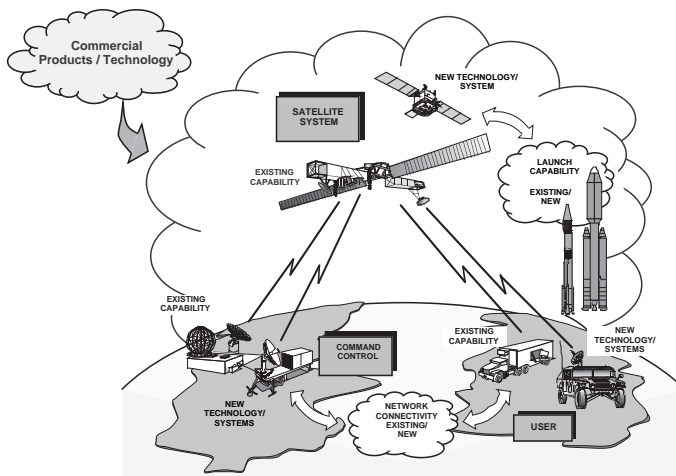 Commercial
Products / Technology
NEW TECHNOLOGY/
SYSTEM
SATELLITE
SYSTEM
EXISTING
CAPABILITY
LAUNCH
CAPABILITY
EXISTING/
NEW
EXISTING
CAPABILITY
COMMAND
CONTROL
EXISTING
CAPABILITY
NEW
TECHNOLOGY/
SYSTEMS
NEW
TECHNOLOGY/
SYSTEMS
NETWORK
CONNECTIVITY
EXISTING/
NEW
USER